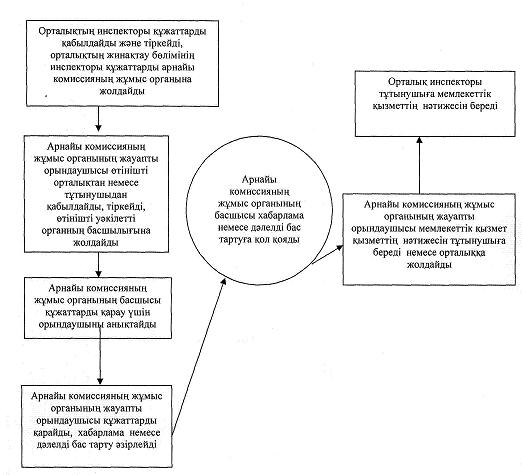 Орталықтың инспекторы құжаттарды
қабылдайды және тіркейді,
орталықтың жинақтау бөлімінің
инспекторы құжаттарды арнайы
комиссияның жұмыс органына
жолдайды
Арнайы комиссияның
жұмыс органының жауапты
орындаушысы өтінішті
орталықтан немесе
тұтынушыдан
қабылдайды, тіркейді,
өтінішті уәкілетті
органның басшылығына
жолдайды
Арнайы комиссияның
жұмыс органының басшысы
құжаттарды қарау үшін
орындаушыны анықтайды
Арнайы комиссияның жұмыс
органының жауапты
орындаушысы құжаттарды
қарайды, хабарлама немесе
дәлелді бас тарту әзірлейді
Арнайы
комиссияның
жұмыс органының
басшысы хабарлама
немесе дәлелді бас
тартуға қол қояды
Арнайы комиссияның жұмыс
органының жауапты
орындаушысы мемлекеттік қызмет
қызметтің нәтижесін тұтынушыға
береді немесе орталыққа
жолдайды
Орталық инспекторы
тұтынушыға мемлекеттік
қызметтің нәтижесін береді